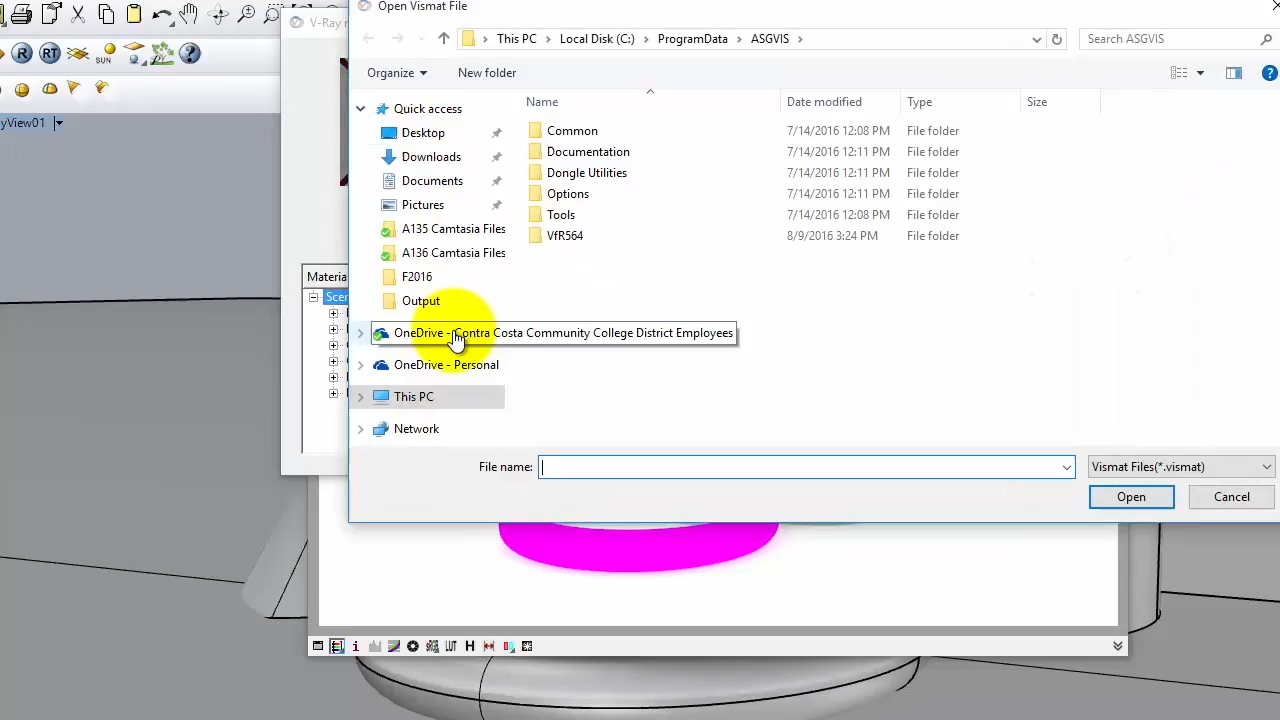 Open Vismat File
V-Ray
This PC
Local Disk (C:)
ProgramData
ASGVIS
Search ASGVIS
R
RT
SUN
Organize
New folder
Name
Date modified
Type
Size
Quick access
Desktop
Downloads
Documents
Pictures
A135 Camtasia Files
A136 Camtasia Files
F2016
Output
OneDrive - Contra Costa Community College District Employees
OneDrive - Personal
This PC
Network
Common 7/14/2016 12:08 PM File folder
Documentation 7/14/2016 12:11 PM File folder
Dongle Utilities 7/14/2016 12:11 PM File folder
Options 7/14/2016 12:11 PM File folder
Tools 7/14/2016 12:08 PM File folder
VfR564 8/9/2016 3:24 PM File folder
yView01
Materia
Scen
File name:
Vismat Files(*.vismat)
Open
Cancel
LUT
H